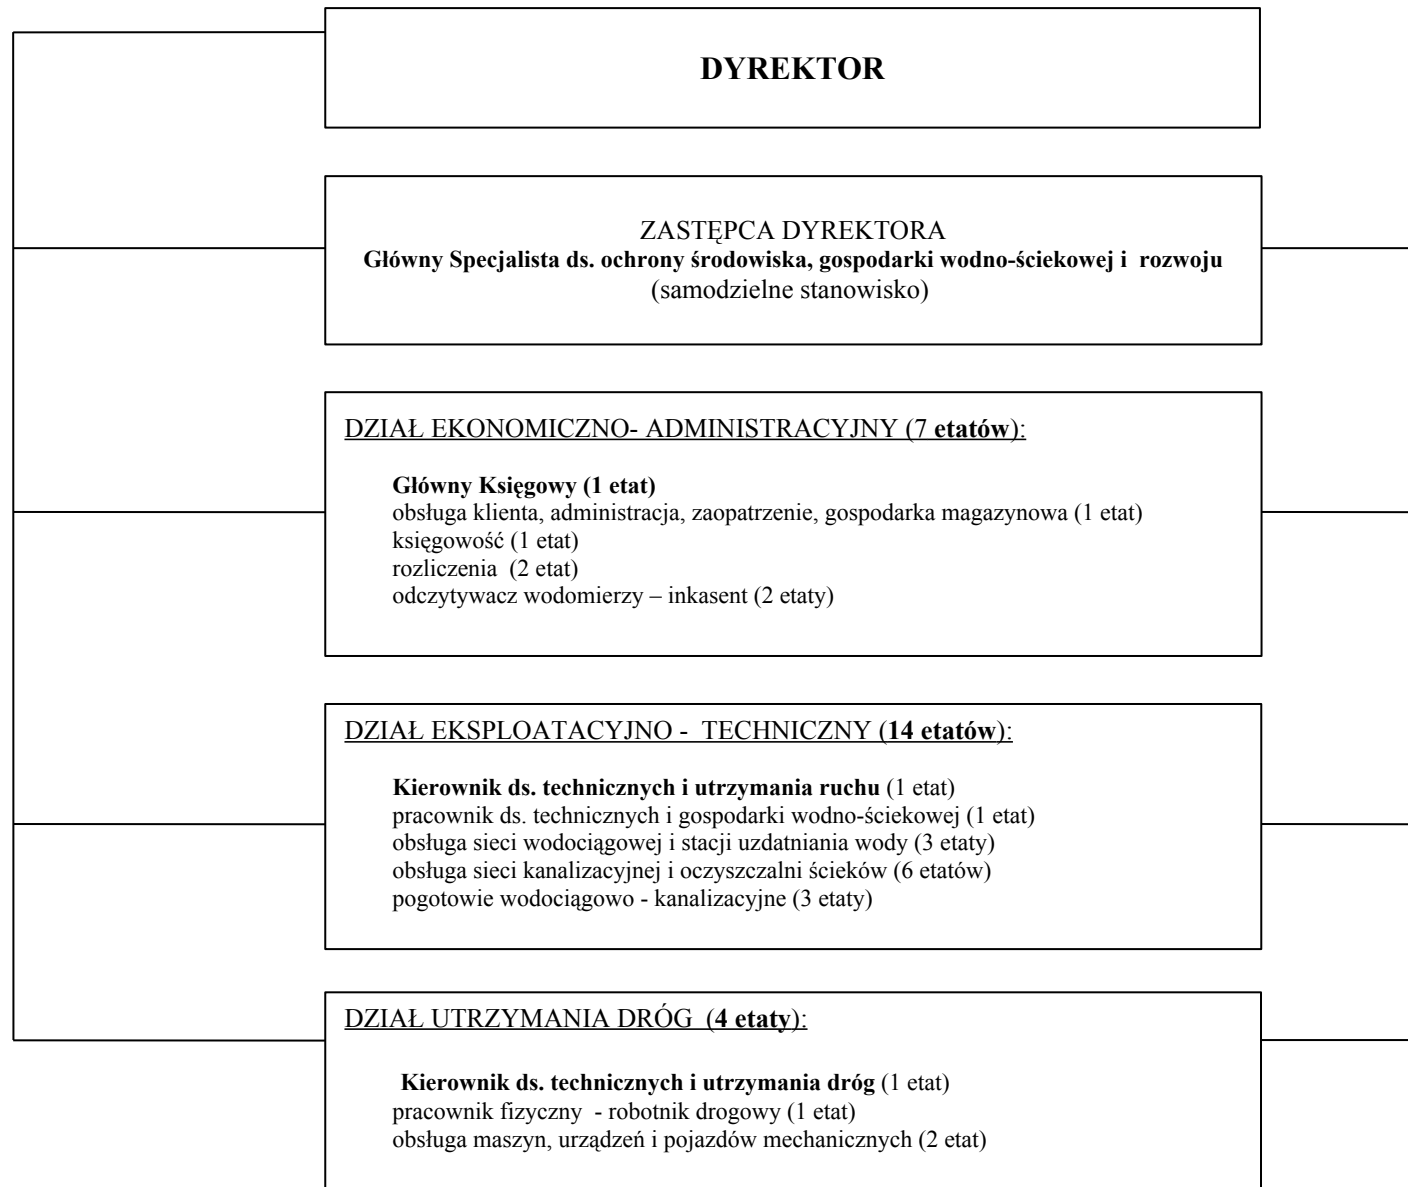 DYREKTOR
ZASTĘPCA DYREKTORA
Główny Specjalista ds. ochrony środowiska, gospodarki wodno-ściekowej i  rozwoju
(samodzielne stanowisko)
DZIAŁ EKONOMICZNO- ADMINISTRACYJNY (7 etatów):
Główny Księgowy (1 etat)
obsługa klienta, administracja, zaopatrzenie, gospodarka magazynowa (1 etat)
księgowość (1 etat)
rozliczenia  (2 etat)
odczytywacz wodomierzy – inkasent (2 etaty)
DZIAŁ EKSPLOATACYJNO -  TECHNICZNY (14 etatów):
Kierownik ds. technicznych i utrzymania ruchu (1 etat)
pracownik ds. technicznych i gospodarki wodno-ściekowej (1 etat)
obsługa sieci wodociągowej i stacji uzdatniania wody (3 etaty)
obsługa sieci kanalizacyjnej i oczyszczalni ścieków (6 etatów)
pogotowie wodociągowo - kanalizacyjne (3 etaty)
DZIAŁ UTRZYMANIA DRÓG  (4 etaty):
Kierownik ds. technicznych i utrzymania dróg (1 etat)
pracownik fizyczny  - robotnik drogowy (1 etat)
obsługa maszyn, urządzeń i pojazdów mechanicznych (2 etat)